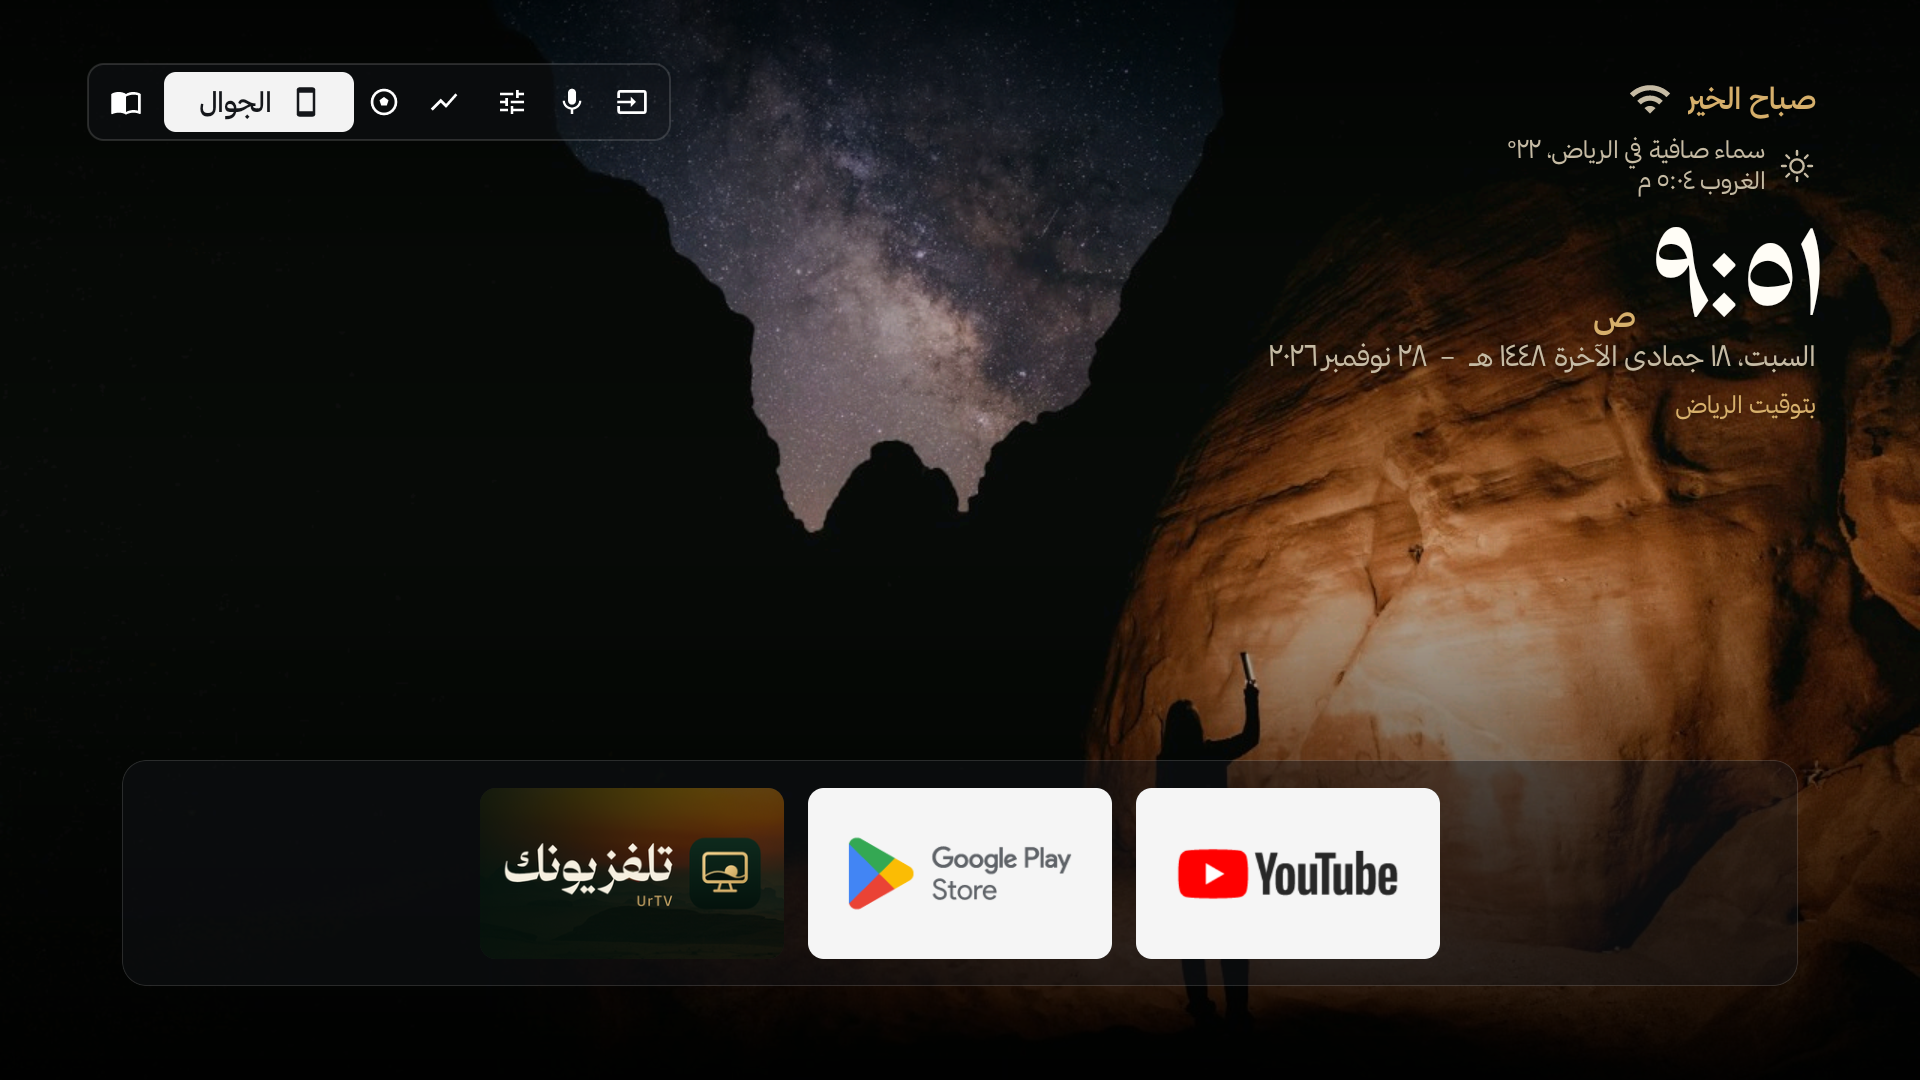 صباح الخير
سماء صافية في الرياض، ٢٢°
الغروب ٥:٠٤ م
٩:٥١ ص
السبت، ١٨ جمادى الآخرة ١٤٤٨ هـ – ٢٨ نوفمبر ٢٠٢٦
بتوقيت الرياض
الجوال
YouTube
Google Play
Store
تلفزيونك
UrTV